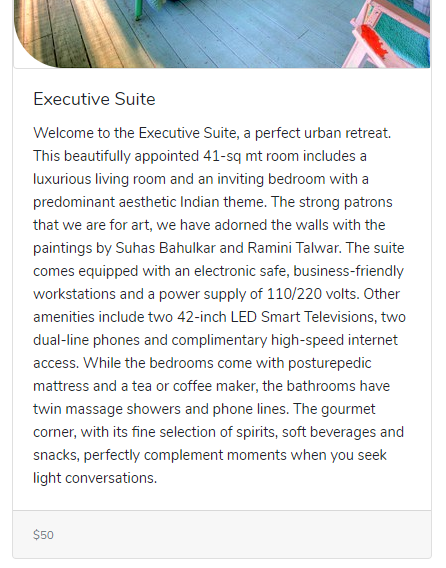 Executive Suite
Welcome to the Executive Suite, a perfect urban retreat.
This beautifully appointed 41-sq mt room includes a
luxurious living room and an inviting bedroom with a
predominant aesthetic Indian theme. The strong patrons
that we are for art, we have adorned the walls with the
paintings by Suhas Bahulkar and Ramini Talwar. The suite
comes equipped with an electronic safe, business-friendly
workstations and a power supply of 110/220 volts. Other
amenities include two 42-inch LED Smart Televisions, two
dual-line phones and complimentary high-speed internet
access. While the bedrooms come with posturepedic
mattress and a tea or coffee maker, the bathrooms have
twin massage showers and phone lines. The gourmet
corner, with its fine selection of spirits, soft beverages and
snacks, perfectly complement moments when you seek
light conversations.
$50